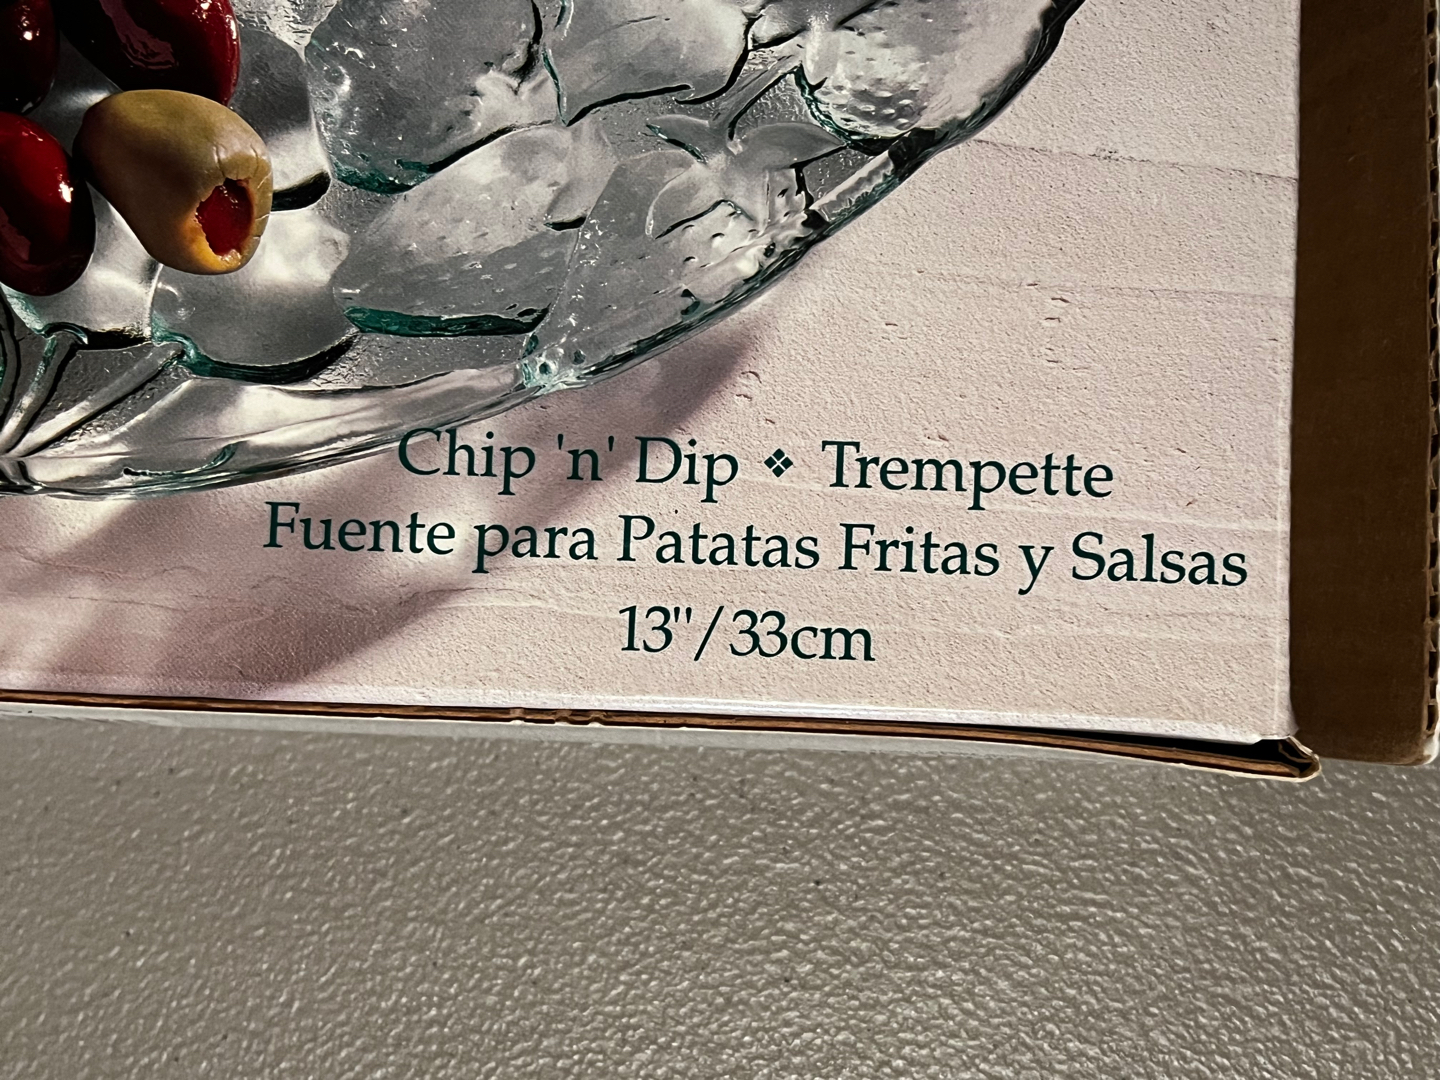 Chip 'n' Dip ❖ Trempette
Fuente para Patatas Fritas y Salsas
13"/33cm